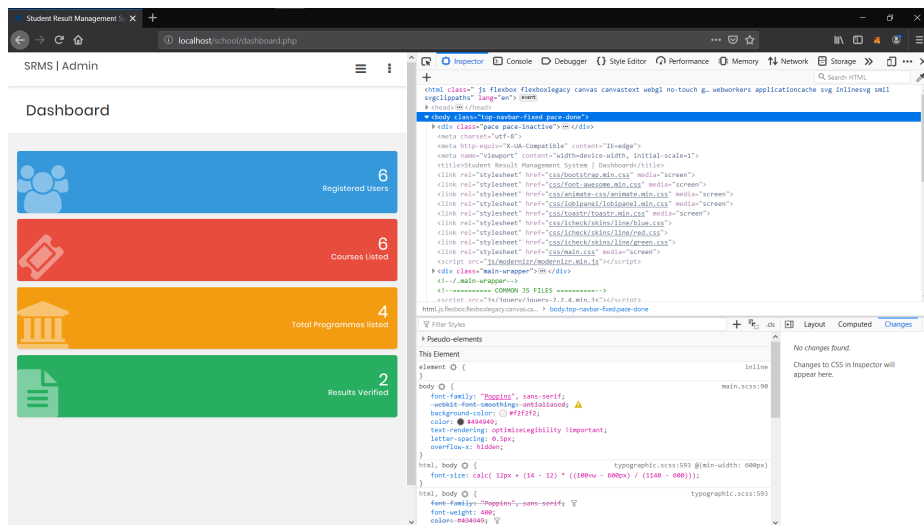 Student Result Management Sy
localhost/school/dashboard.php
SRMS | Admin
Dashboard
6
Registered Users
6
Courses Listed
4
Total Programmes listed
2
Results Verified
Inspector Console Debugger {} Style Editor Performance Memory Network Storage
Search HTML
<html class=" js flexbox flexboxlegacy canvas canvastext webgl no-touch g… webworkers applicationcache svg inlinesvg smil
svgclippaths" lang="en"> event
<head> </head>
<body class="top-navbar-fixed pace-done">
<div class="pace pace-inactive"> </div>
<meta charset="utf-8">
<meta http-equiv="X-UA-Compatible" content="IE=edge">
<meta name="viewport" content="width=device-width, initial-scale=1">
<title>Student Result Management System | Dashboard</title>
<link rel="stylesheet" href="css/bootstrap.min.css" media="screen">
<link rel="stylesheet" href="css/font-awesome.min.css" media="screen">
<link rel="stylesheet" href="css/animate-css/animate.min.css" media="screen">
<link rel="stylesheet" href="css/lobipanel/lobipanel.min.css" media="screen">
<link rel="stylesheet" href="css/toastr/toastr.min.css" media="screen">
<link rel="stylesheet" href="css/icheck/skins/line/blue.css">
<link rel="stylesheet" href="css/icheck/skins/line/red.css">
<link rel="stylesheet" href="css/icheck/skins/line/green.css">
<link rel="stylesheet" href="css/main.css" media="screen">
<script src="js/modernizr/modernizr.min.js"></script>
<div class="main-wrapper"> </div>
<!--/.main-wrapper-->
<!--========== COMMON JS FILES ==========-->
<script src="js/jquery/jquery-2.2.4.min.js"></script>
html.js.flexbox.flexboxlegacy.canvas.ca… > body.top-navbar-fixed.pace-done
Filter Styles
.cls
Layout Computed Changes
Pseudo-elements
This Element
element { inline
}
body { main.scss:90
font-family: "Poppins", sans-serif;
-webkit-font-smoothing: antialiased;
background-color: #f2f2f2;
color: #494949;
text-rendering: optimizeLegibility !important;
letter-spacing: 0.5px;
overflow-x: hidden;
}
html, body { typographic.scss:593 @(min-width: 600px)
font-size: calc( 12px + (14 - 12) * ((100vw - 600px) / (1140 - 600)));
}
html, body { typographic.scss:593
font-family: "Poppins", sans-serif;
font-weight: 400;
color: #494949;
No changes found.
Changes to CSS in Inspector will
appear here.